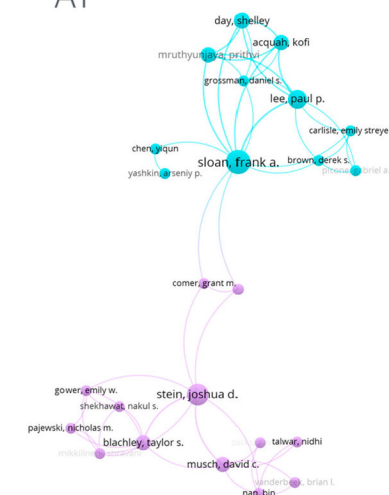 day, shelley
acquah, kofi
mruthyunjaya, prithvi
grossman, daniel s.
lee, paul p.
carlisle, emily streye
chen, yiqun
sloan, frank a.
brown, derek s.
yashkin, arseniy p.
comer, grant m.
gower, emily w.
stein, joshua d.
shekhawat, nakul s.
pajewski, nicholas m.
blachley, taylor s.
talwar, nidhi
musch, david c.
vanderbeek, brian l.
pan, bin